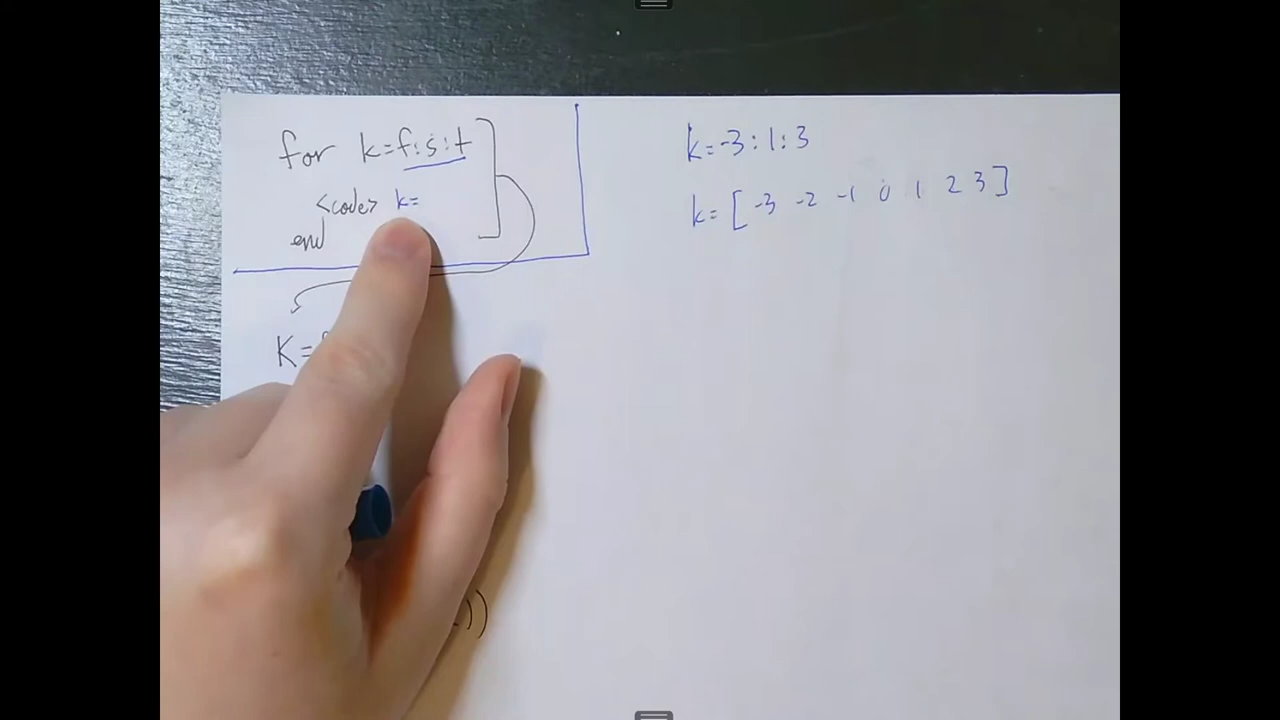 for k=f:s:t
<code> k=
end
K=
))
k=-3:1:3
k=[-3 -2 -1 0 1 2 3]